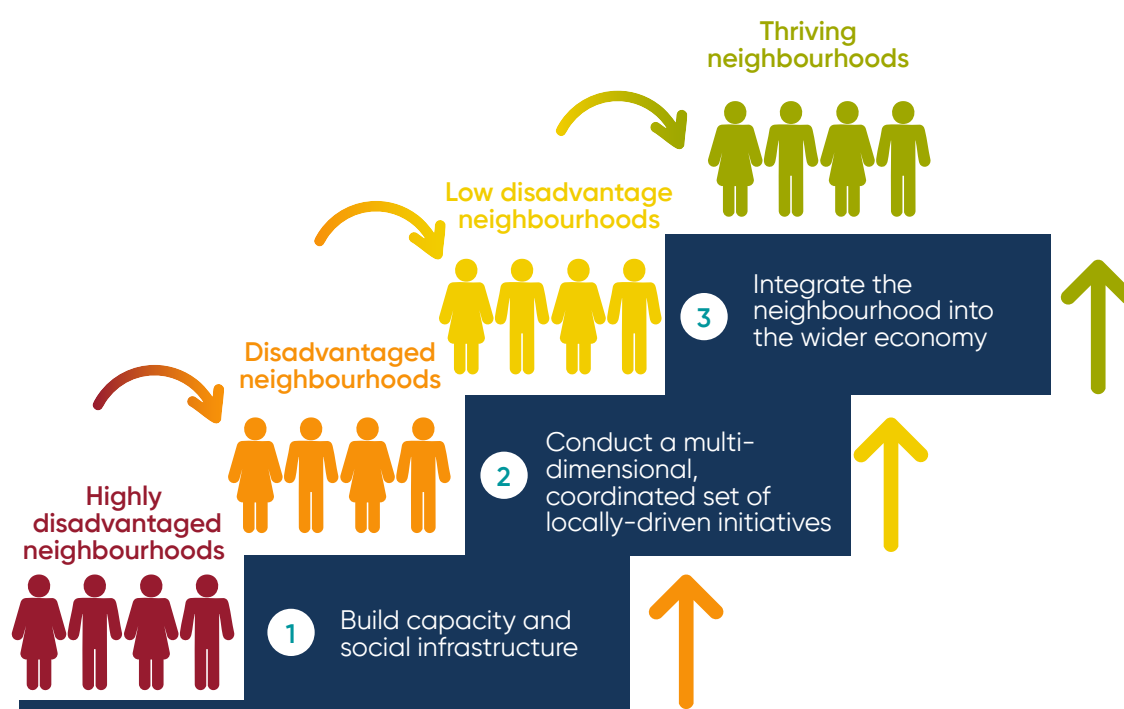 Thriving
neighbourhoods
Low disadvantage
neighbourhoods
3
Integrate the
neighbourhood into
the wider economy
Disadvantaged
neighbourhoods
2
Conduct a multi-
dimensional,
coordinated set of
locally-driven initiatives
Highly
disadvantaged
neighbourhoods
1
Build capacity and
social infrastructure